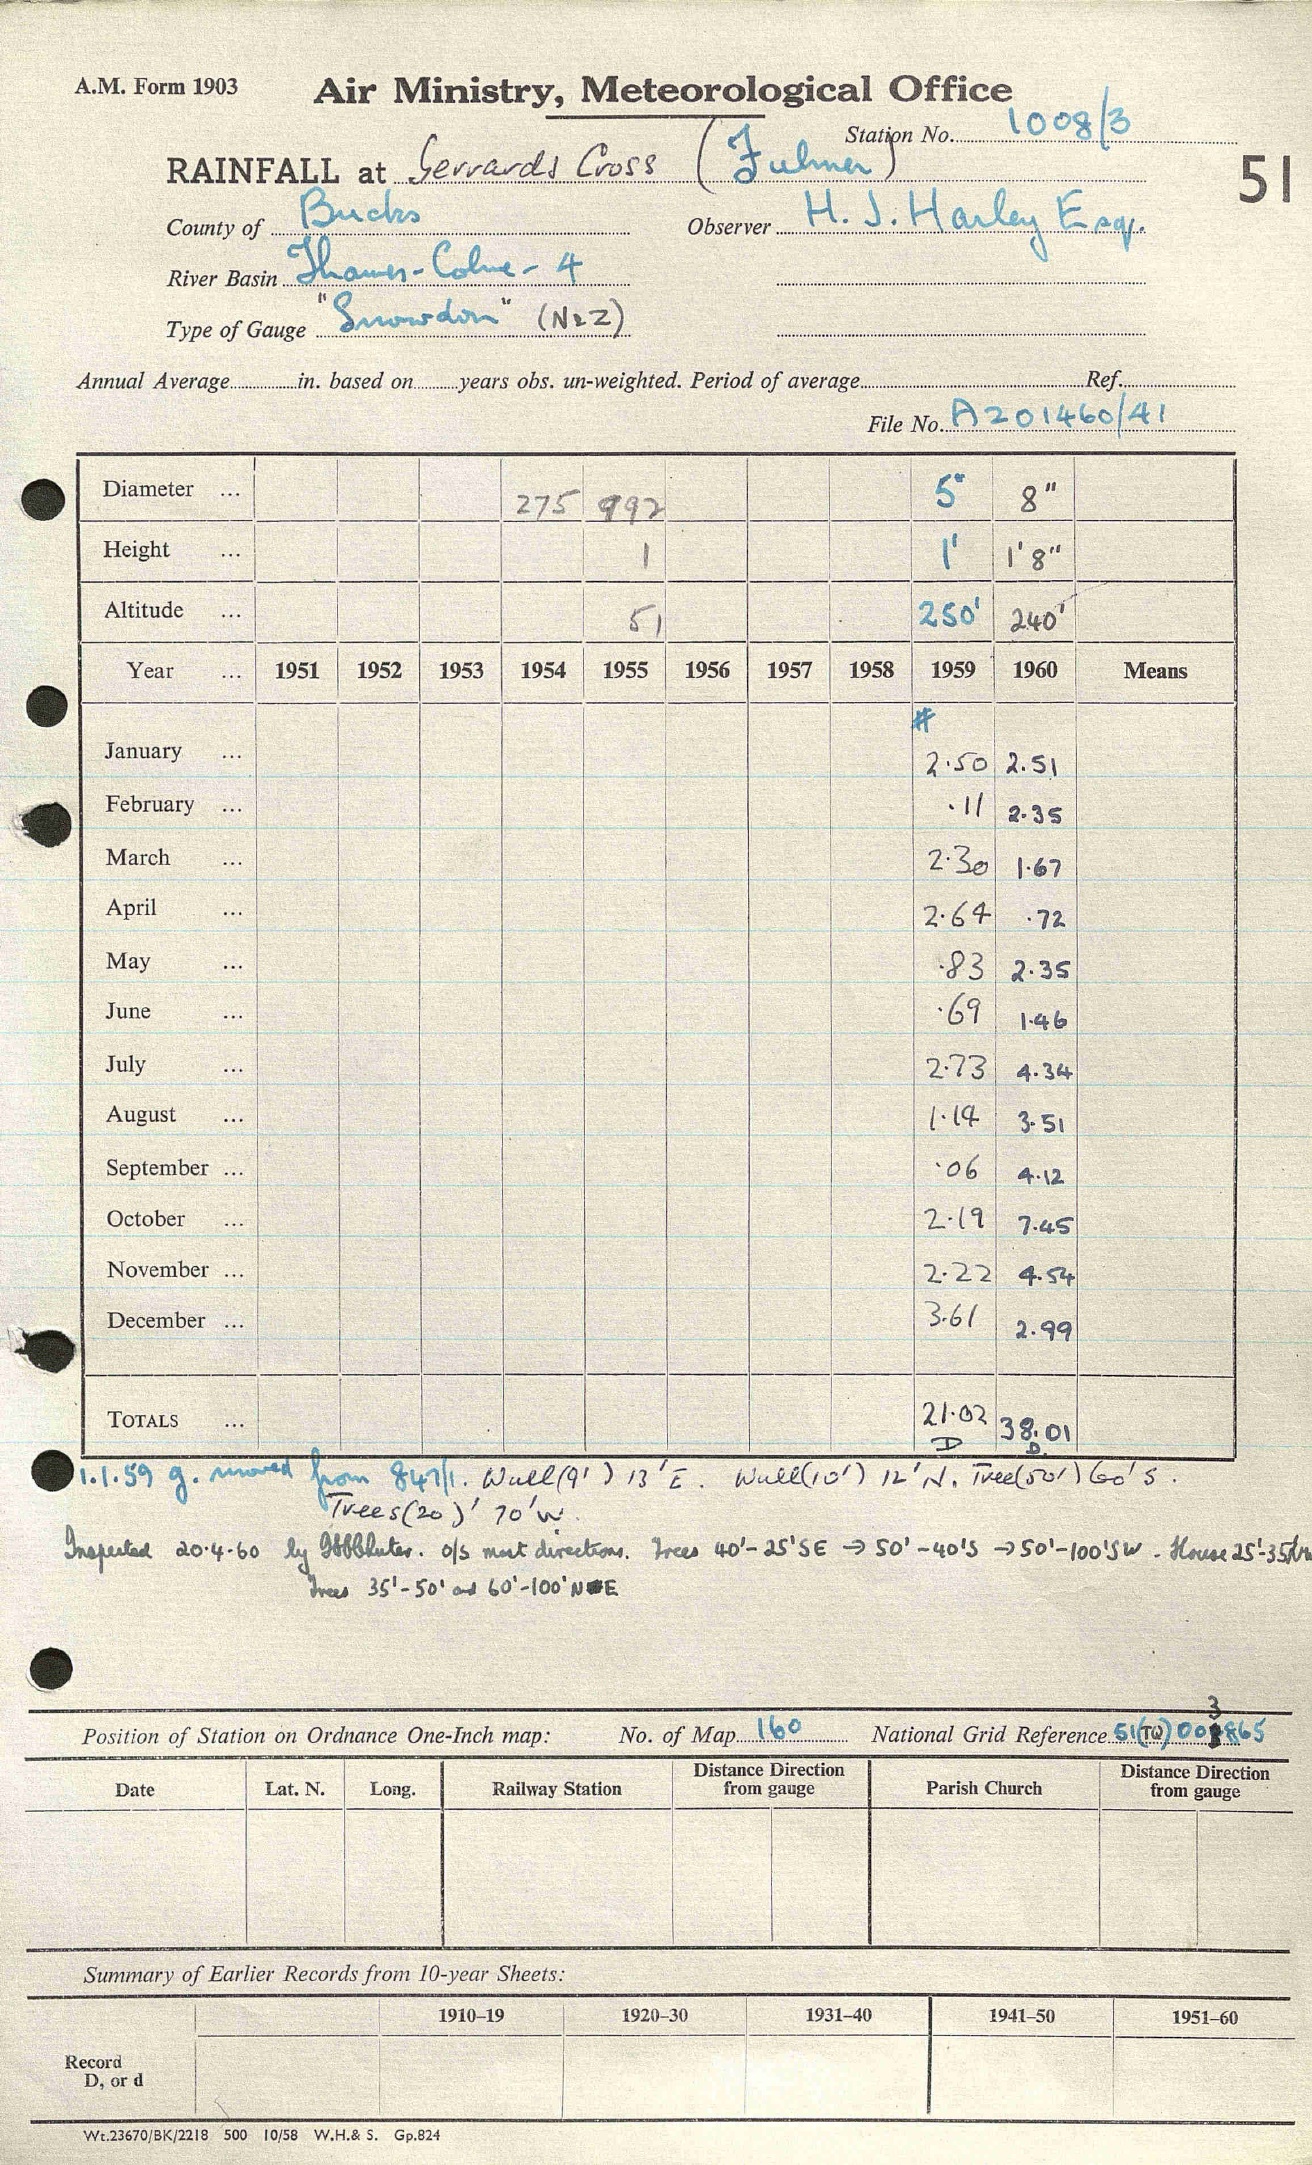 A.M. Form 1903 Air Ministry, Meteorological Office
Station No. 1008/3
RAINFALL at Gerrards Cross (Fulmer)
51
County of Bucks Observer H. J. Harley Esq.
River Basin Thames-Colne-4
Type of Gauge "Snowdon" (N22)
Annual Average in. based on years obs. un-weighted. Period of average Ref.
File No. A201460/41
Diameter ... 275 992 5" 8"
Height ... 1 1' 1'8"
Altitude ... 51 250' 240'
Year ... 1951 1952 1953 1954 1955 1956 1957 1958 1959 1960 Means
#
January ... 2.50 2.51
February ... .11 2.35
March ... 2.30 1.67
April ... 2.64 .72
May ... .83 2.35
June ... .69 1.46
July ... 2.73 4.34
August ... 1.14 3.51
September ... .06 4.12
October ... 2.19 7.45
November ... 2.22 4.54
December ... 3.61 2.99
TOTALS ... 21.02 38.01
D D.
1.1.59 g. moved from 847/1. Wall(9') 13'E. Wall(10') 12'N. Tree(50') 60'S.
Trees(20)' 70'W.
Inspected 20.4.60 by o/s most directions. Trees 40'-25'SE → 50'-40'S → 50'-100'SW. House 25'-35'
Trees 35'-50' and 60'-100' NE
Position of Station on Ordnance One-Inch map: No. of Map 160 National Grid Reference 51(TQ)003865
Date Lat. N. Long. Railway Station Distance Direction from gauge Parish Church Distance Direction from gauge
Summary of Earlier Records from 10-year Sheets:
1910–19 1920–30 1931–40 1941–50 1951–60
Record
D, or d
Wt.23670/BK/2218 500 10/58 W.H.& S. Gp.824